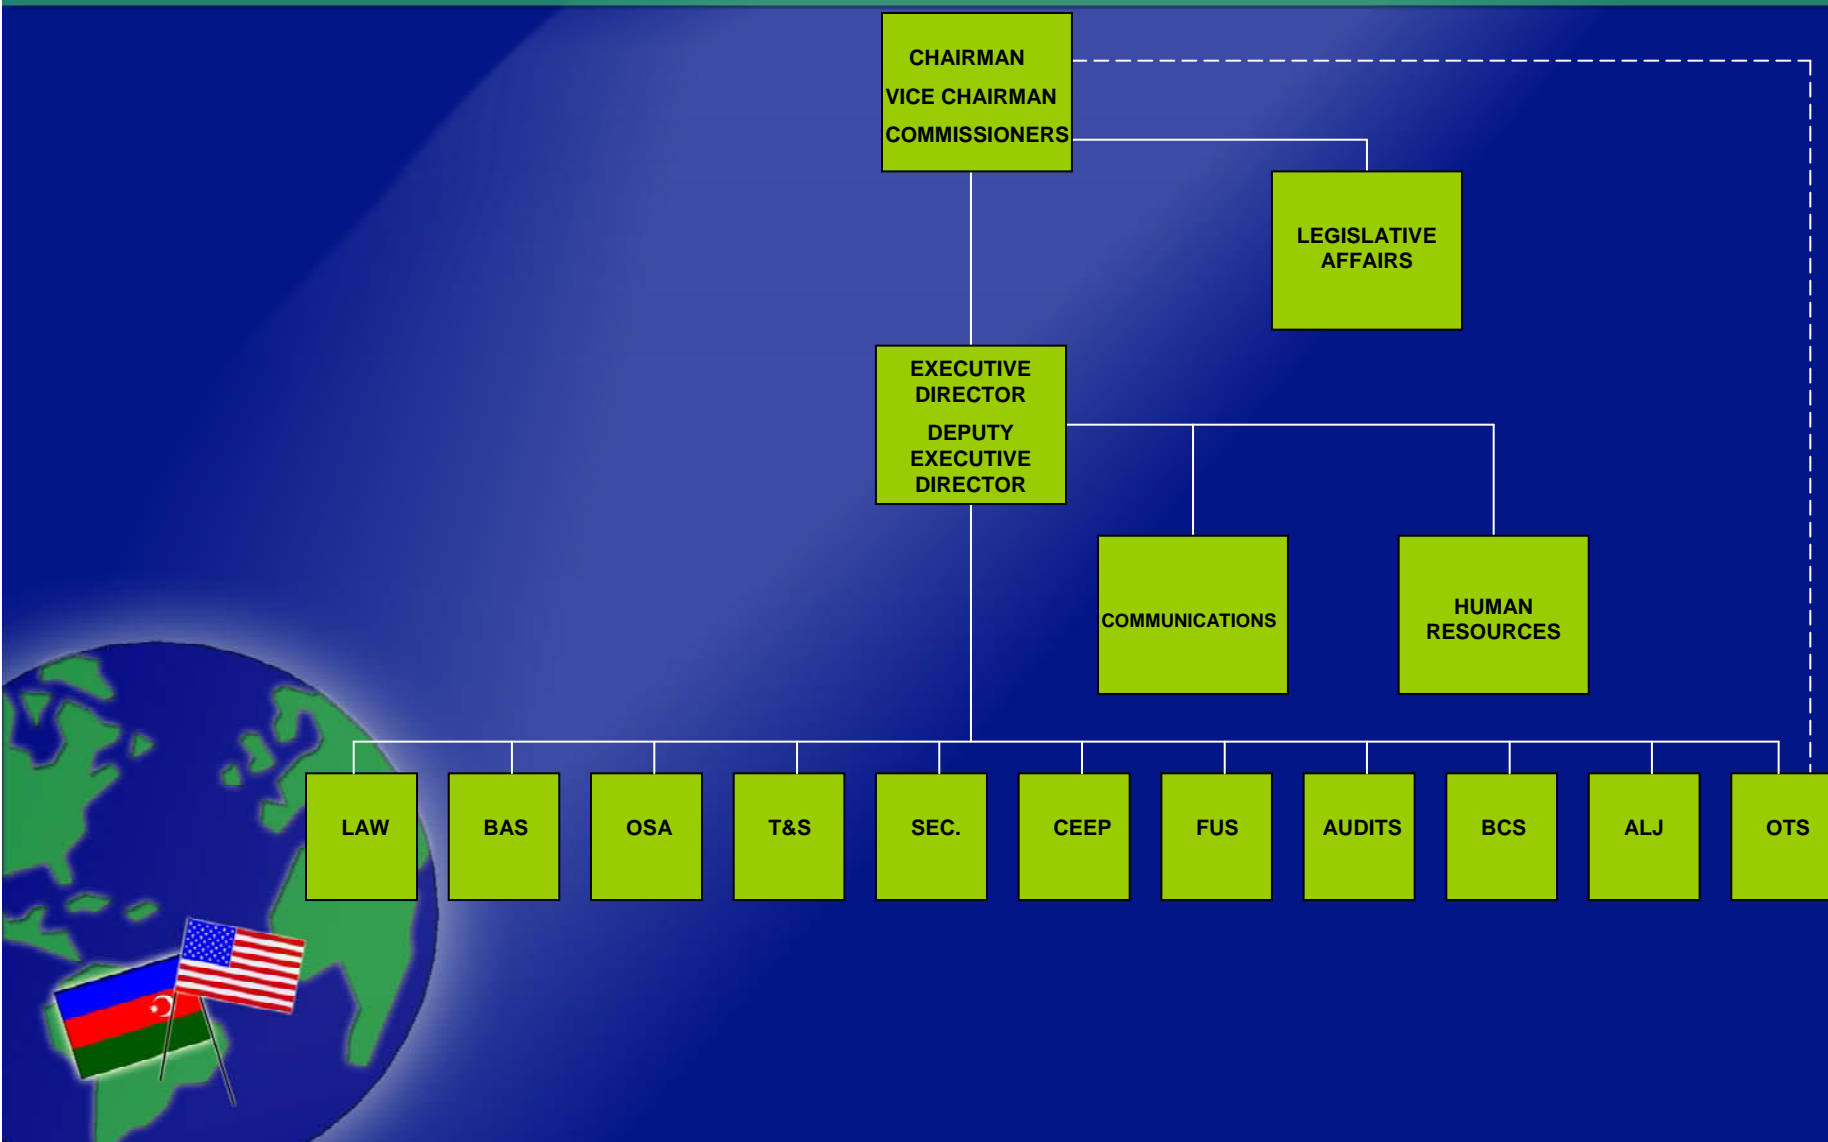 CHAIRMAN
VICE CHAIRMAN
COMMISSIONERS
LEGISLATIVE
AFFAIRS
EXECUTIVE
DIRECTOR
DEPUTY
EXECUTIVE
DIRECTOR
COMMUNICATIONS
HUMAN
RESOURCES
LAW
BAS
OSA
T&S
SEC.
CEEP
FUS
AUDITS
BCS
ALJ
OTS